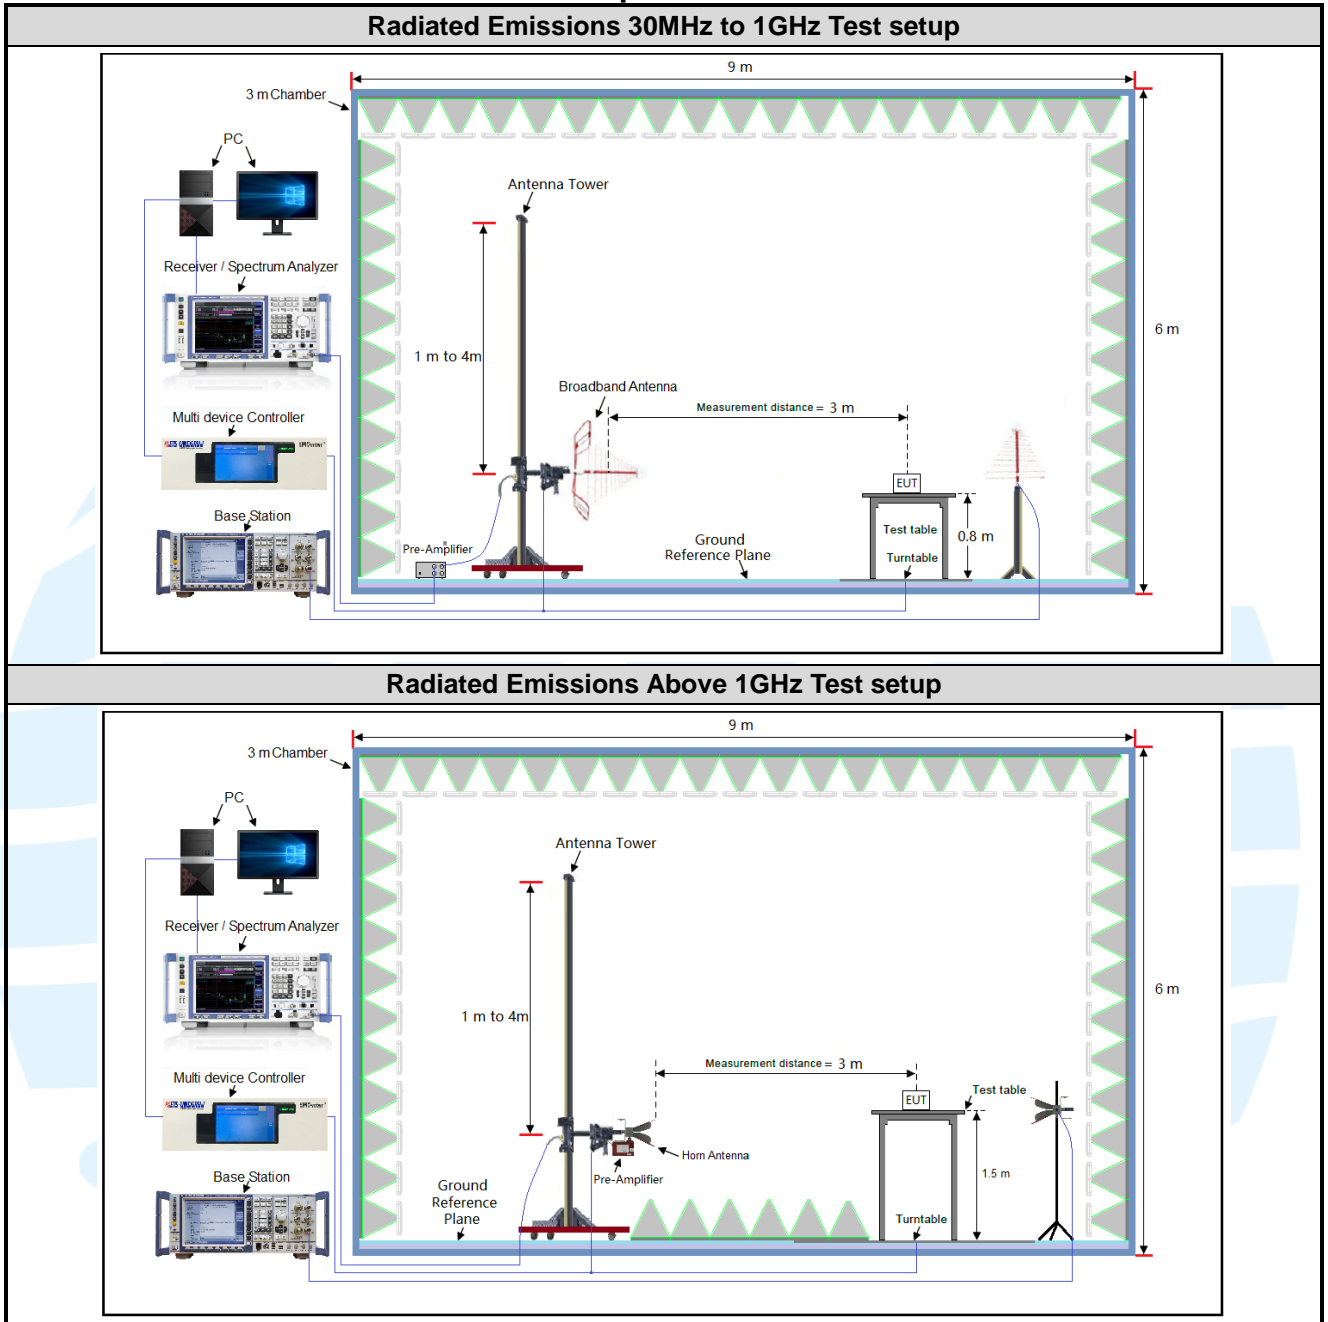 Radiated Emissions 30MHz to 1GHz Test setup
9 m
3 m Chamber
PC
Antenna Tower
Receiver / Spectrum Analyzer
6 m
1 m to 4m
Broadband Antenna
Measurement distance = 3 m
Multi device Controller
EUT
Base Station
Test table
0.8 m
Ground
Reference Plane
Pre-Amplifier
Turntable
Radiated Emissions Above 1GHz Test setup
9 m
3 m Chamber
PC
Antenna Tower
Receiver / Spectrum Analyzer
6 m
1 m to 4m
Measurement distance = 3 m
Multi device Controller
EUT
Test table
Horn Antenna
Pre-Amplifier
1.5 m
Base Station
Ground
Reference
Plane
Turntable